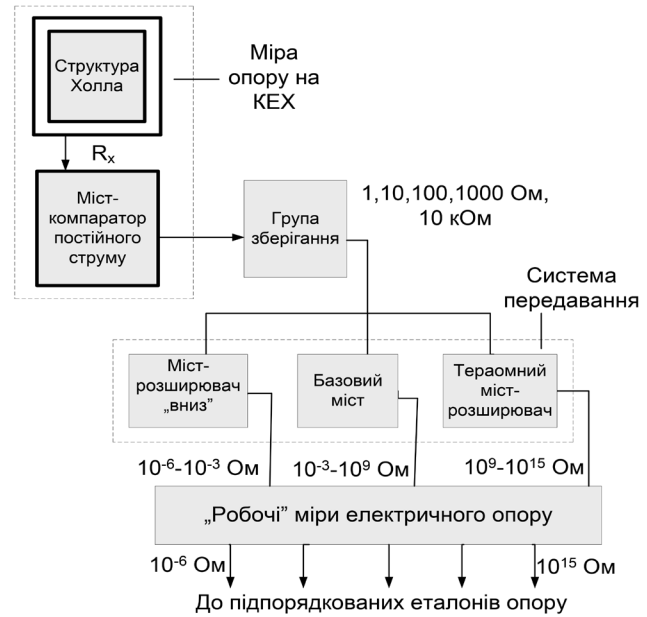 Структура
Холла
Міра
опору на
КЕХ
Rₓ
Міст-
компаратор
постійного
струму
Група
зберігання
1,10,100,1000 Ом,
10 кОм
Система
передавання
Міст-
розширювач
„вниз”
Базовий
міст
Тераомний
міст-
розширювач
10⁻⁶-10⁻³ Ом
10⁻³-10⁹ Ом
10⁹-10¹⁵ Ом
„Робочі” міри електричного опору
10⁻⁶ Ом
10¹⁵ Ом
До підпорядкованих еталонів опору